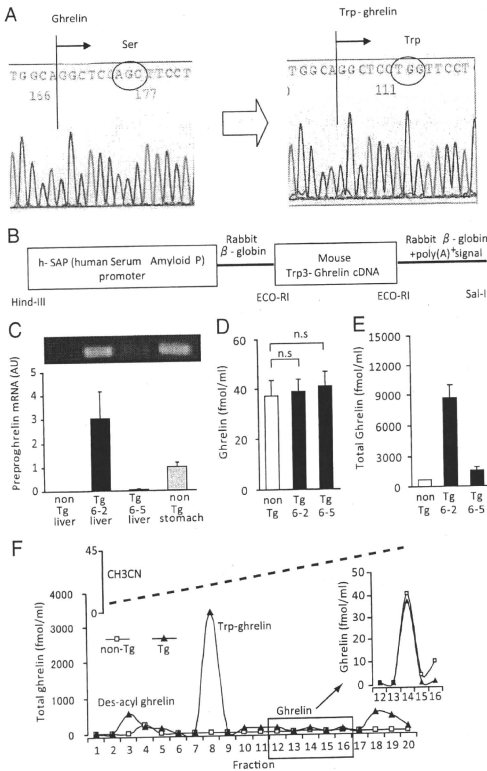 A
Ghrelin
Ser
TGGCAGGCTCCAGCTTCCT
166 177
Trp-ghrelin
Trp
TGGCAGGCTCCTGGTTCCT
111
B
h-SAP (human Serum Amyloid P) promoter
Rabbit β-globin
Mouse Trp3-Ghrelin cDNA
Rabbit β-globin +poly(A)+signal
Hind-III ECO-RI ECO-RI Sal-I
C
Preproghrelin mRNA (AU)
5
4
3
2
1
0
non Tg liver
Tg 6-2 liver
Tg 6-5 liver
non Tg stomach
D
Ghrelin (fmol/ml)
60
40
20
0
n.s
n.s
non Tg
Tg 6-2
Tg 6-5
E
Total Ghrelin (fmol/ml)
15000
12000
9000
6000
3000
0
non Tg
Tg 6-2
Tg 6-5
F
45
CH3CN
0
Total ghrelin (fmol/ml)
4000
3000
2000
1000
0
non-Tg Tg
Trp-ghrelin
Des-acyl ghrelin
Ghrelin
1 2 3 4 5 6 7 8 9 10 11 12 13 14 15 16 17 18 19 20
Fraction
Ghrelin (fmol/ml)
50
40
30
20
10
0
12 13 14 15 16